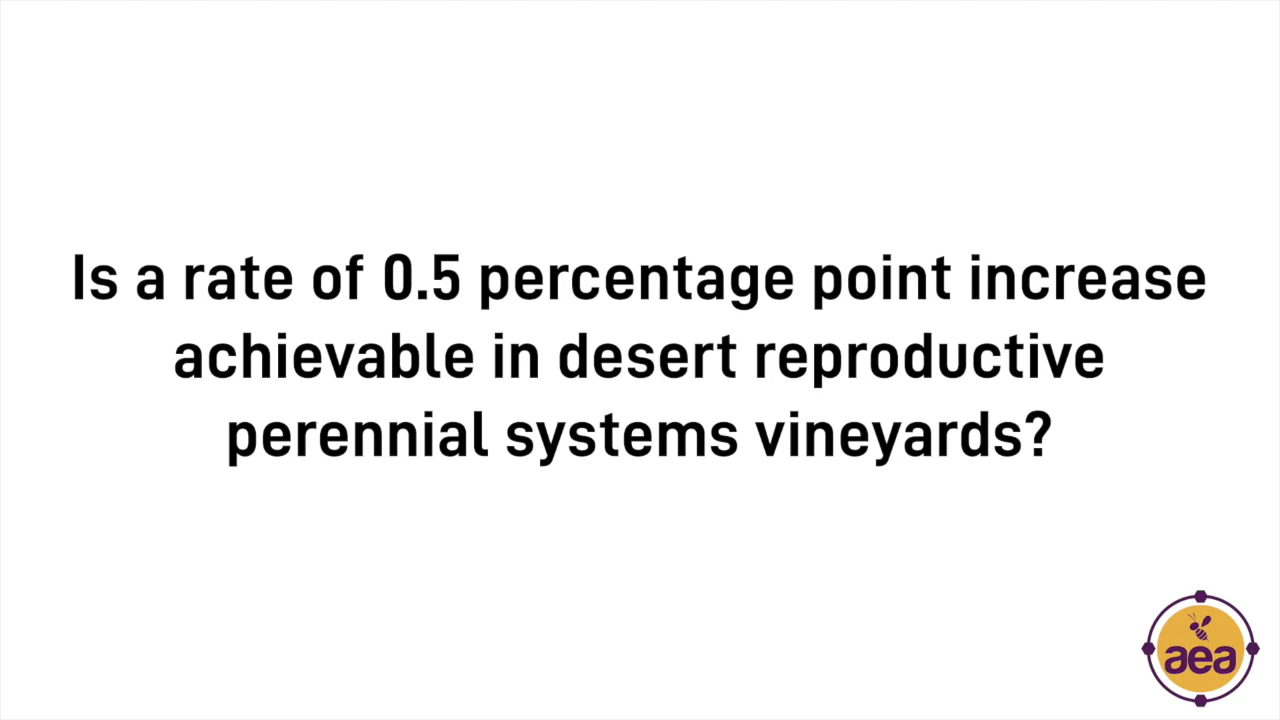 Is a rate of 0.5 percentage point increase
achievable in desert reproductive
perennial systems vineyards?
aea